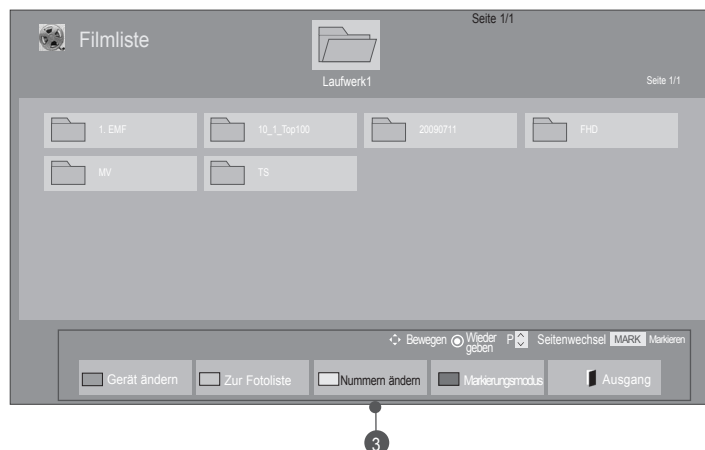 Seite 1/1
Filmliste
Laufwerk1
Seite 1/1
1. EMF 10_1_Top100 20090711 FHD
MV TS
Bewegen Wieder geben P Seitenwechsel MARK Markieren
Gerät ändern Zur Fotoliste Nummern ändern Markierungsmodus Ausgang
3